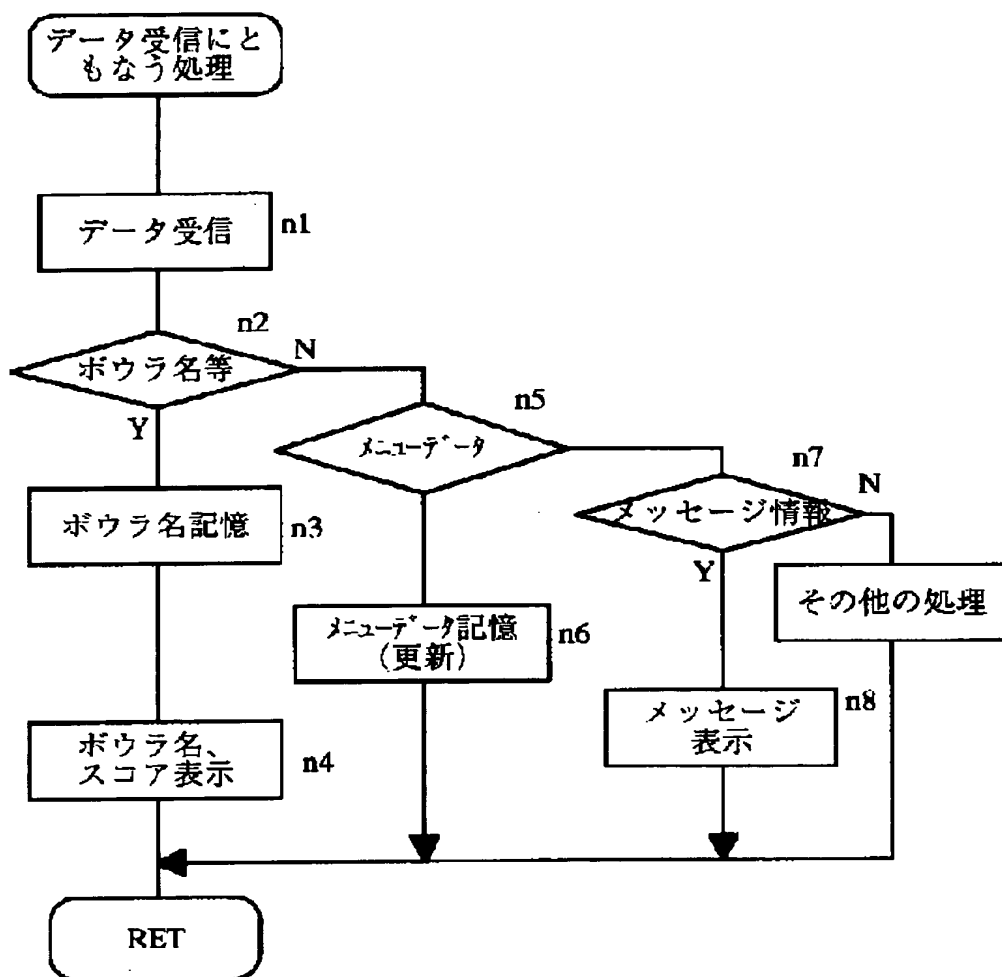 データ受信にと
もなう処理
データ受信
n1
n2
ボウラ名等
N
Y
n5
メニューデータ
n7
メッセージ情報
N
Y
ボウラ名記憶
n3
その他の処理
メニューデータ記憶
(更新)
n6
メッセージ
表示
n8
ボウラ名、
スコア表示
n4
RET